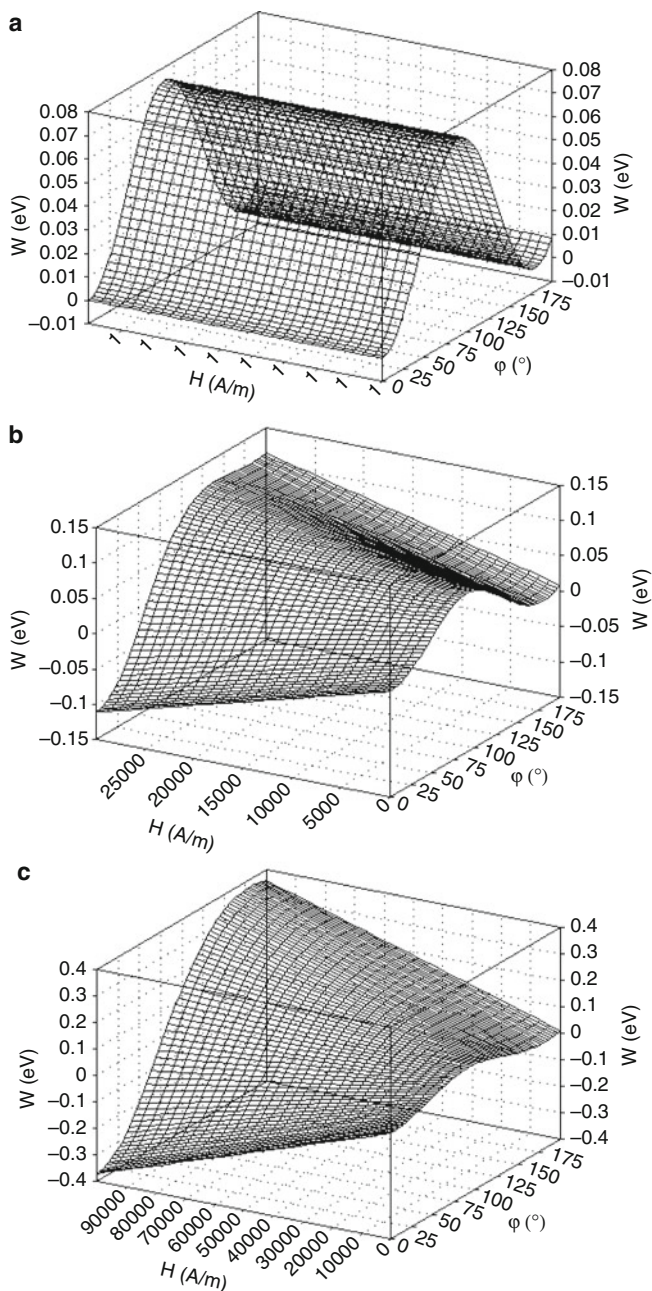 a
0.08
0.07
0.06
0.05
0.04
0.03
0.02
0.01
0
–0.01
W (eV)
0.08
0.07
0.06
0.05
0.04
0.03
0.02
0.01
0
–0.01
W (eV)
1 1 1 1 1 1 1 1 1
H (A/m)
0 25 50 75 100 125 150 175
φ (°)
b
0.15
0.1
0.05
0
–0.05
–0.1
–0.15
W (eV)
0.15
0.1
0.05
0
–0.05
–0.1
–0.15
W (eV)
25000 20000 15000 10000 5000 0
H (A/m)
0 25 50 75 100 125 150 175
φ (°)
c
0.4
0.3
0.2
0.1
0
–0.1
–0.2
–0.3
–0.4
W (eV)
0.4
0.3
0.2
0.1
0
–0.1
–0.2
–0.3
–0.4
W (eV)
90000 80000 70000 60000 50000 40000 30000 20000 10000 0
H (A/m)
0 25 50 75 100 125 150 175
φ (°)